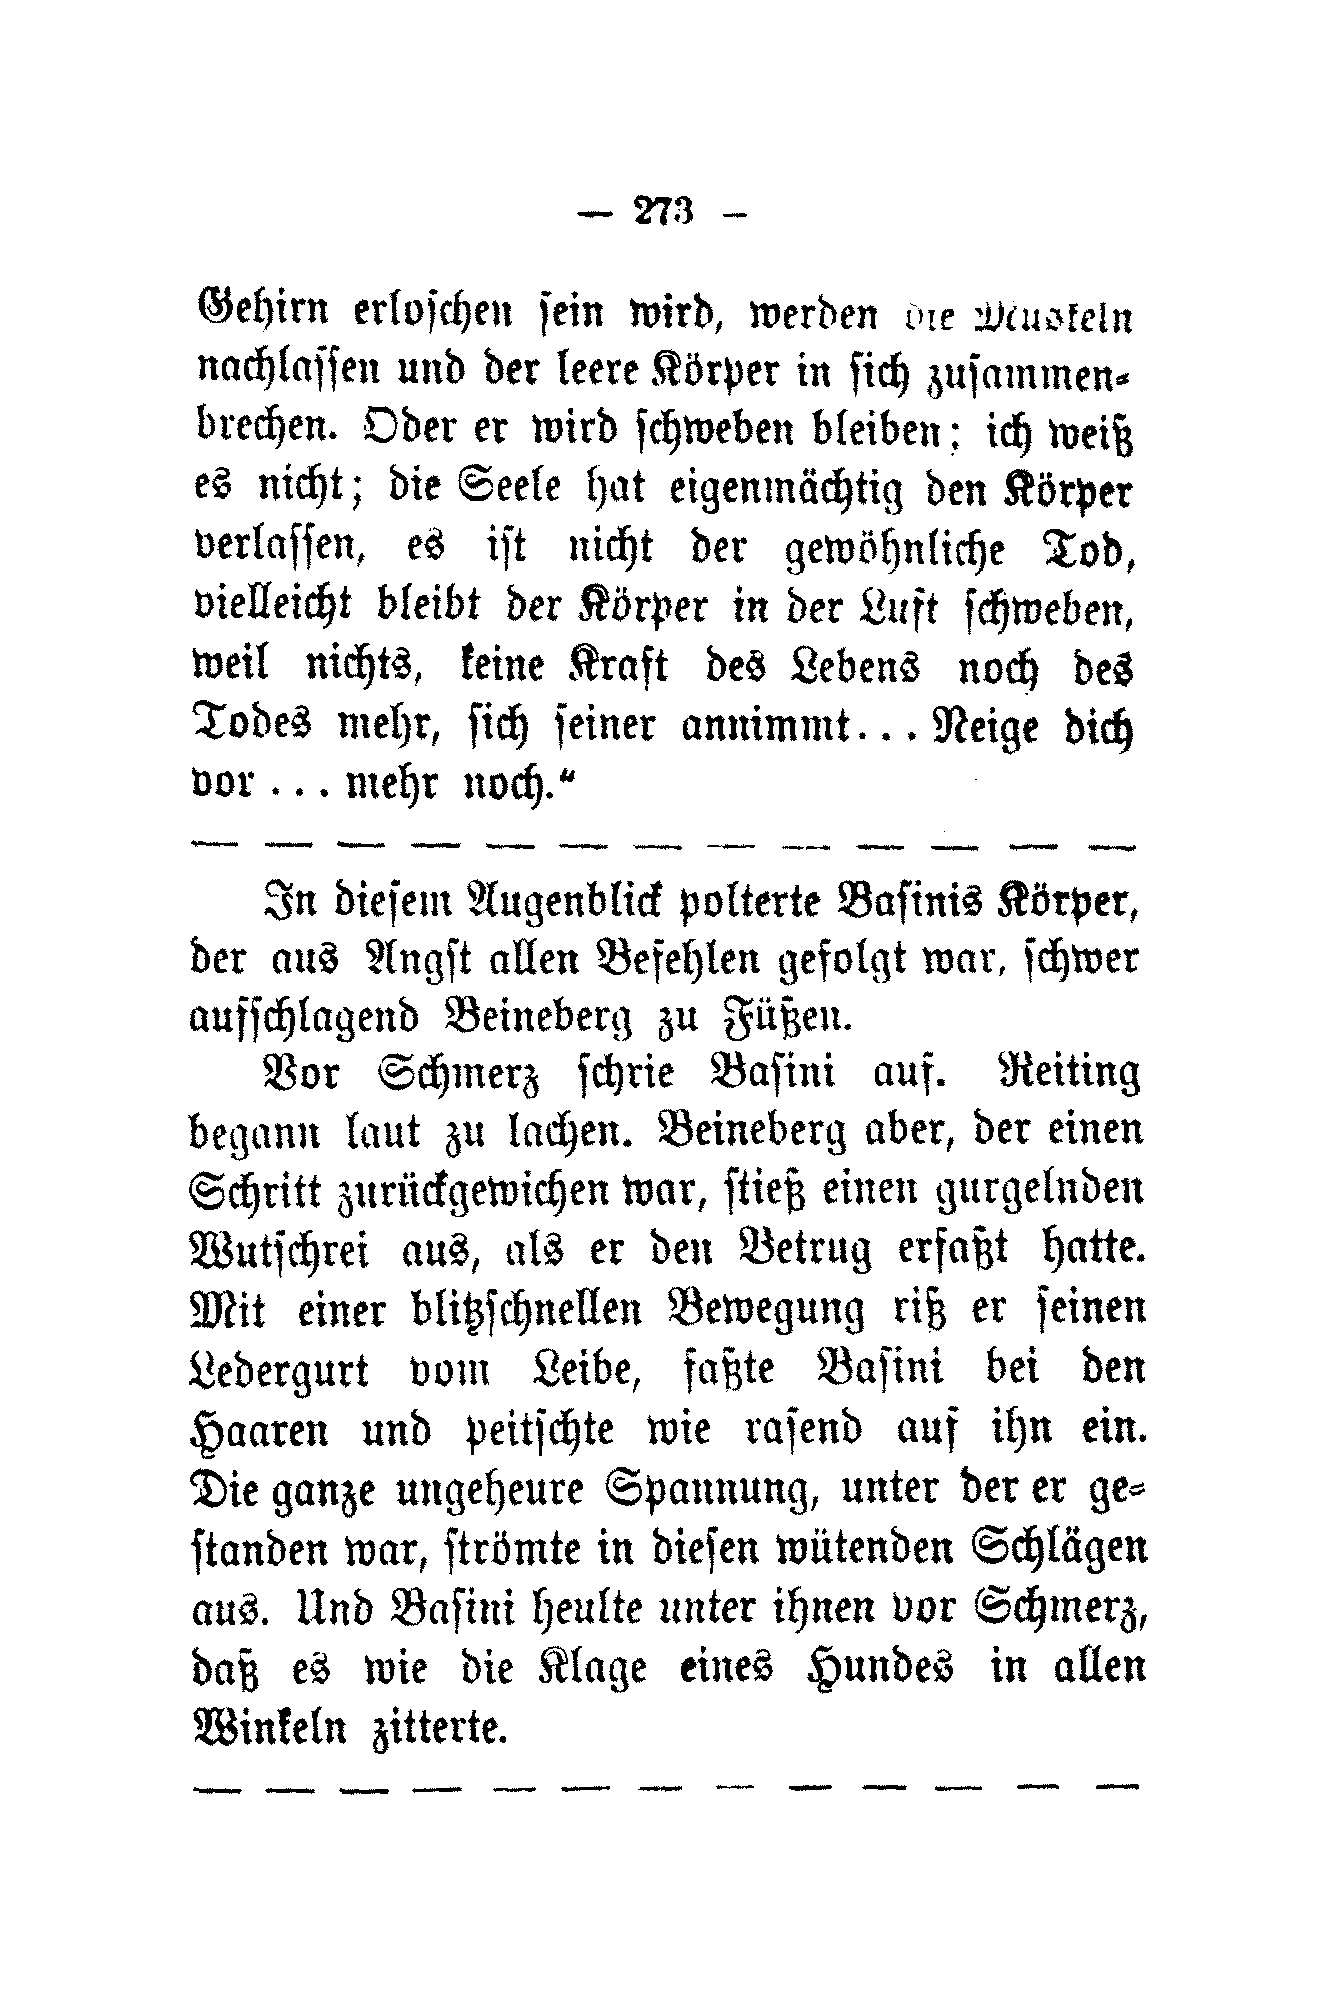 — 273 –
Gehirn erloschen sein wird, werden die Muskeln
nachlassen und der leere Körper in sich zusammen-
brechen. Oder er wird schweben bleiben; ich weiß
es nicht; die Seele hat eigenmächtig den Körper
verlassen, es ist nicht der gewöhnliche Tod,
vielleicht bleibt der Körper in der Luft schweben,
weil nichts, keine Kraft des Lebens noch des
Todes mehr, sich seiner annimmt... Neige dich
vor ... mehr noch.“
— — — — — — — — — — — — —
In diesem Augenblick polterte Basinis Körper,
der aus Angst allen Befehlen gefolgt war, schwer
aufschlagend Beineberg zu Füßen.
Vor Schmerz schrie Basini auf. Reiting
begann laut zu lachen. Beineberg aber, der einen
Schritt zurückgewichen war, stieß einen gurgelnden
Wutschrei aus, als er den Betrug erfaßt hatte.
Mit einer blitzschnellen Bewegung riß er seinen
Ledergurt vom Leibe, faßte Basini bei den
Haaren und peitschte wie rasend auf ihn ein.
Die ganze ungeheure Spannung, unter der er ge-
standen war, strömte in diesen wütenden Schlägen
aus. Und Basini heulte unter ihnen vor Schmerz,
daß es wie die Klage eines Hundes in allen
Winkeln zitterte.
— — — — — — — — — — — — —